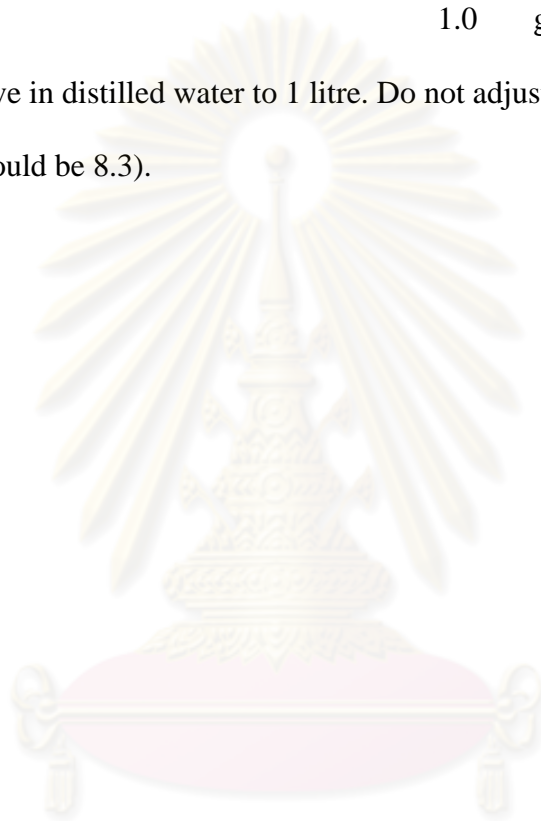 1.0 g
ve in distilled water to 1 litre. Do not adjus
ould be 8.3).